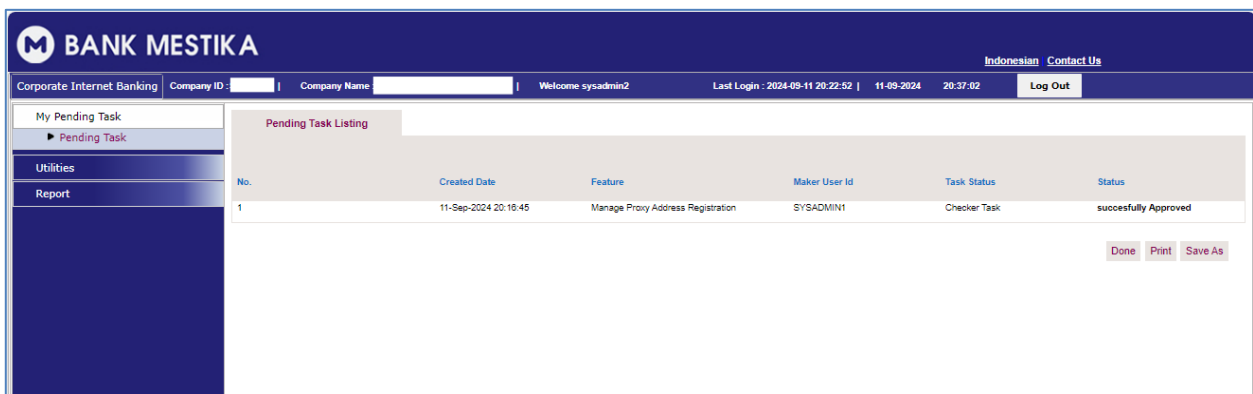 M BANK MESTIKA
Indonesian Contact Us
Corporate Internet Banking Company ID : | Company Name : | Welcome sysadmin2 Last Login : 2024-09-11 20:22:52 | 11-09-2024 20:37:02 Log Out
My Pending Task
Pending Task
Utilities
Report
Pending Task Listing
No. Created Date Feature Maker User Id Task Status Status
1 11-Sep-2024 20:16:45 Manage Proxy Address Registration SYSADMIN1 Checker Task succesfully Approved
Done Print Save As